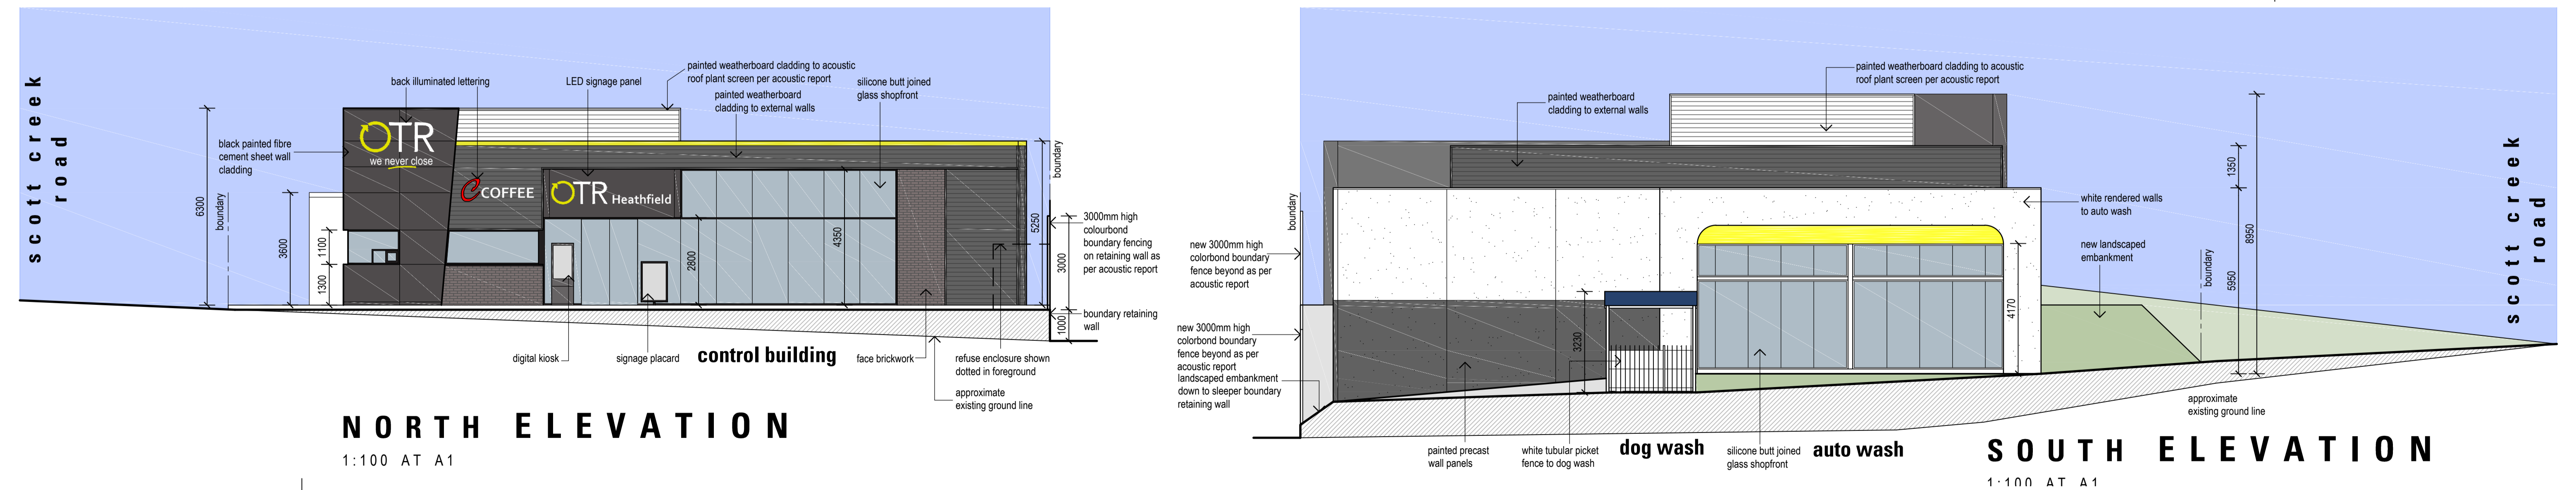 scott creek
road
6300
boundary
black painted fibre
cement sheet wall
cladding
3600
1100
1300
back illuminated lettering
OTR
we never close
COFFEE
LED signage panel
OTR Heathfield
painted weatherboard cladding to acoustic
roof plant screen per acoustic report
painted weatherboard
cladding to external walls
silicone butt joined
glass shopfront
2800
4350
5250
boundary
3000
1000
3000mm high
colourbond
boundary fencing
on retaining wall as
per acoustic report
boundary retaining
wall
digital kiosk
signage placard
control building
face brickwork
refuse enclosure shown
dotted in foreground
approximate
existing ground line
NORTH ELEVATION
1:100 AT A1
boundary
new 3000mm high
colorbond boundary
fence beyond as per
acoustic report
new 3000mm high
colorbond boundary
fence beyond as per
acoustic report
landscaped embankment
down to sleeper boundary
retaining wall
painted weatherboard
cladding to external walls
painted weatherboard cladding to acoustic
roof plant screen per acoustic report
white rendered walls
to auto wash
new landscaped
embankment
3230
4170
boundary
1350
5950
8950
scott creek
road
approximate
existing ground line
painted precast
wall panels
white tubular picket
fence to dog wash
dog wash
silicone butt joined
glass shopfront
auto wash
SOUTH ELEVATION
1:100 AT A1